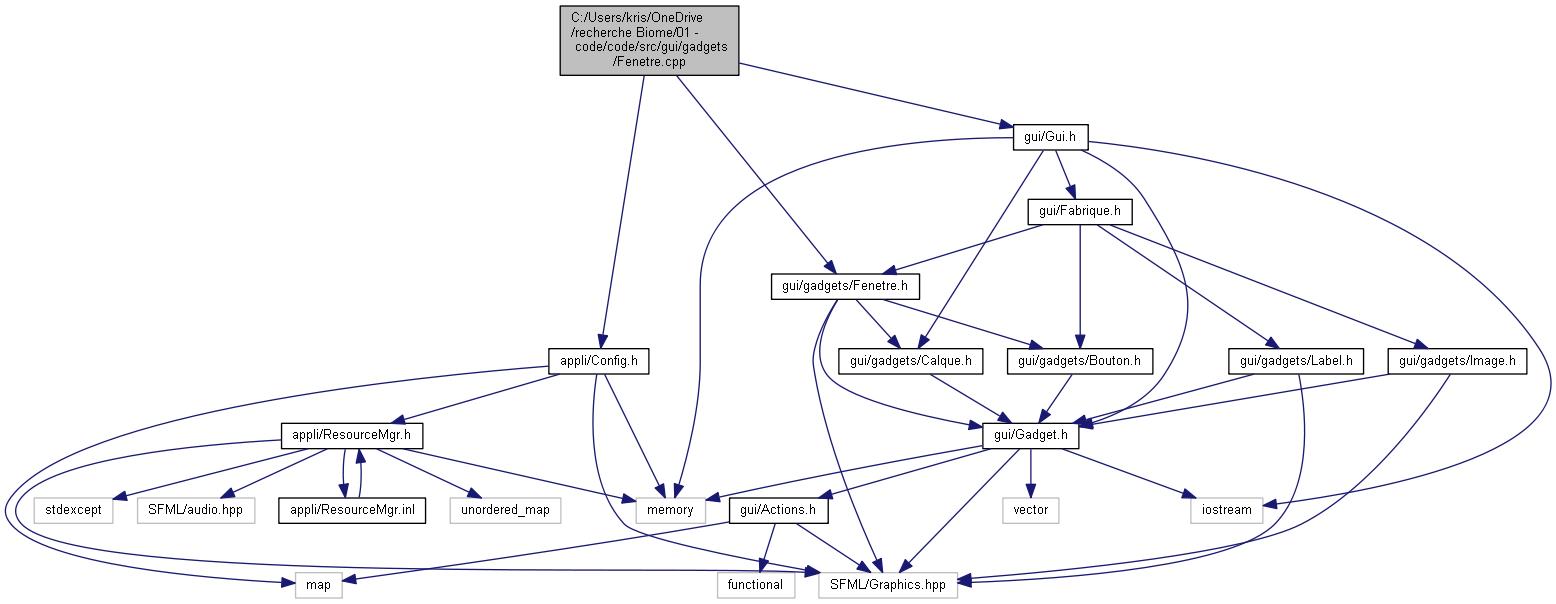 C:/Users/kris/OneDrive
/recherche Biome/01 -
code/code/src/gui/gadgets
/Fenetre.cpp
gui/Gui.h
gui/Fabrique.h
gui/gadgets/Fenetre.h
appli/Config.h
gui/gadgets/Calque.h
gui/gadgets/Bouton.h
gui/gadgets/Label.h
gui/gadgets/Image.h
appli/ResourceMgr.h
gui/Gadget.h
stdexcept
SFML/audio.hpp
appli/ResourceMgr.inl
unordered_map
memory
gui/Actions.h
vector
iostream
map
functional
SFML/Graphics.hpp